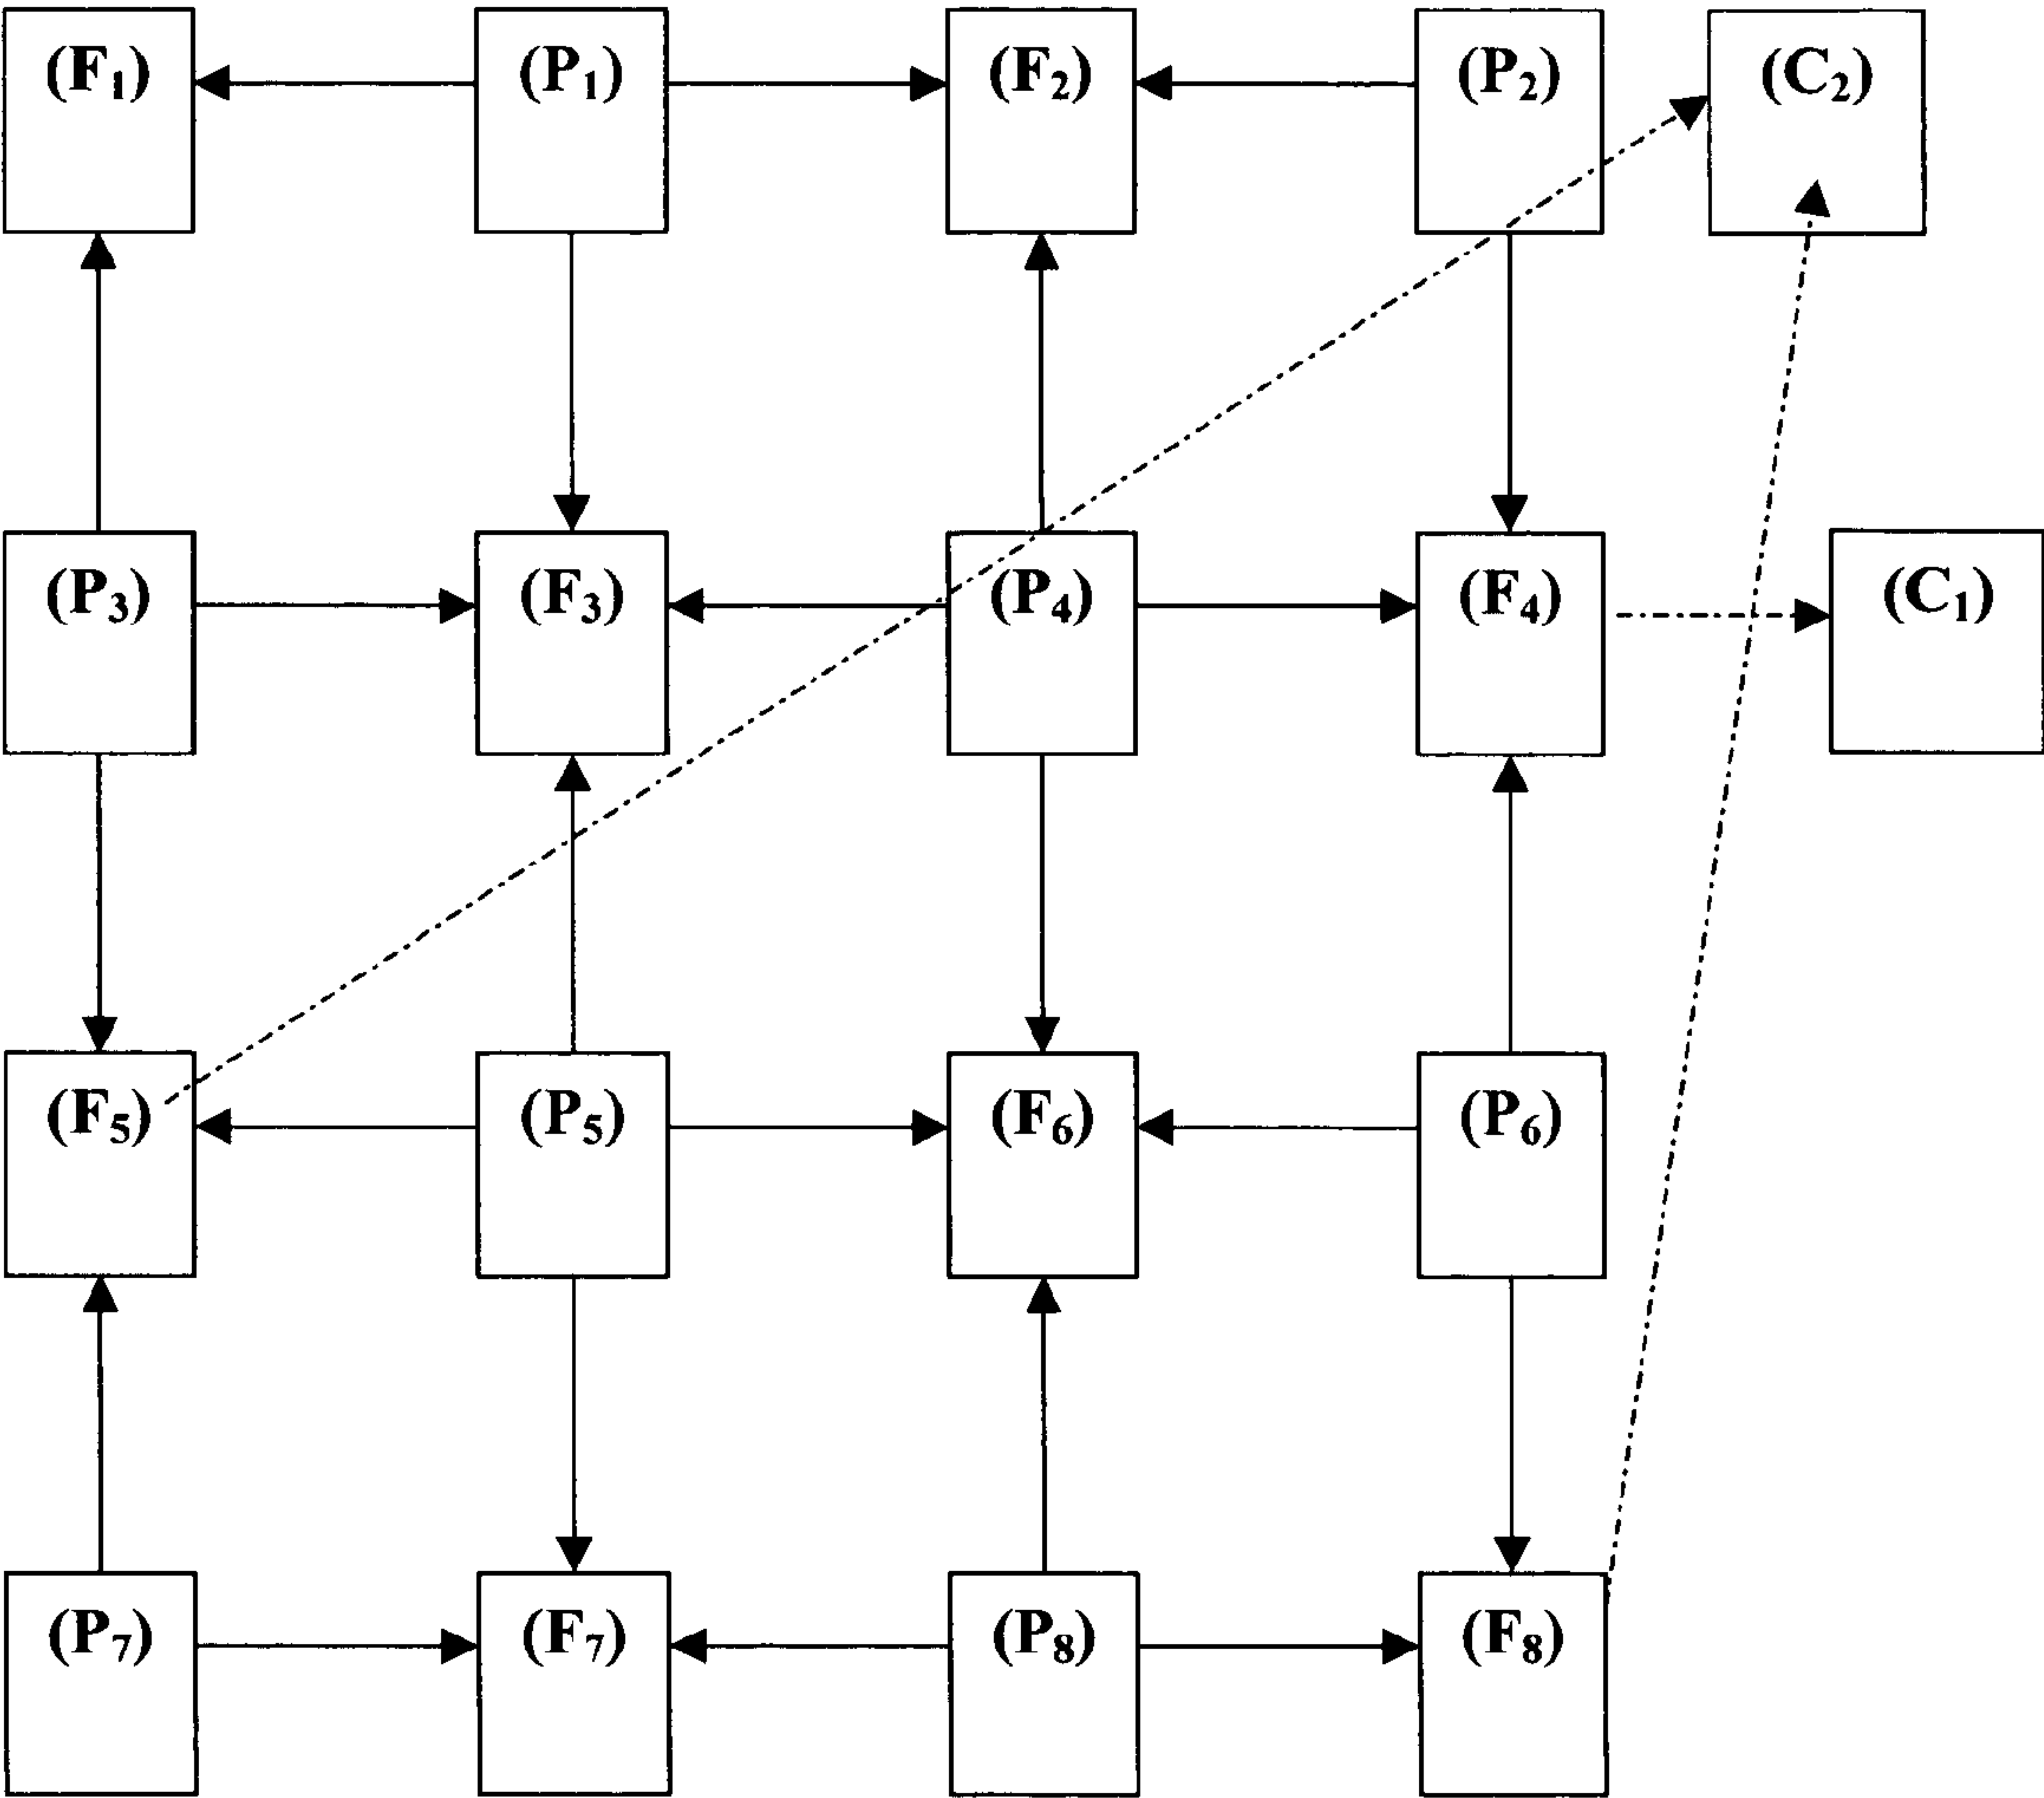 (F₁) (P₁) (F₂) (P₂) (C₂)
(P₃) (F₃) (P₄) (F₄) (C₁)
(F₅) (P₅) (F₆) (P₆)
(P₇) (F₇) (P₈) (F₈)